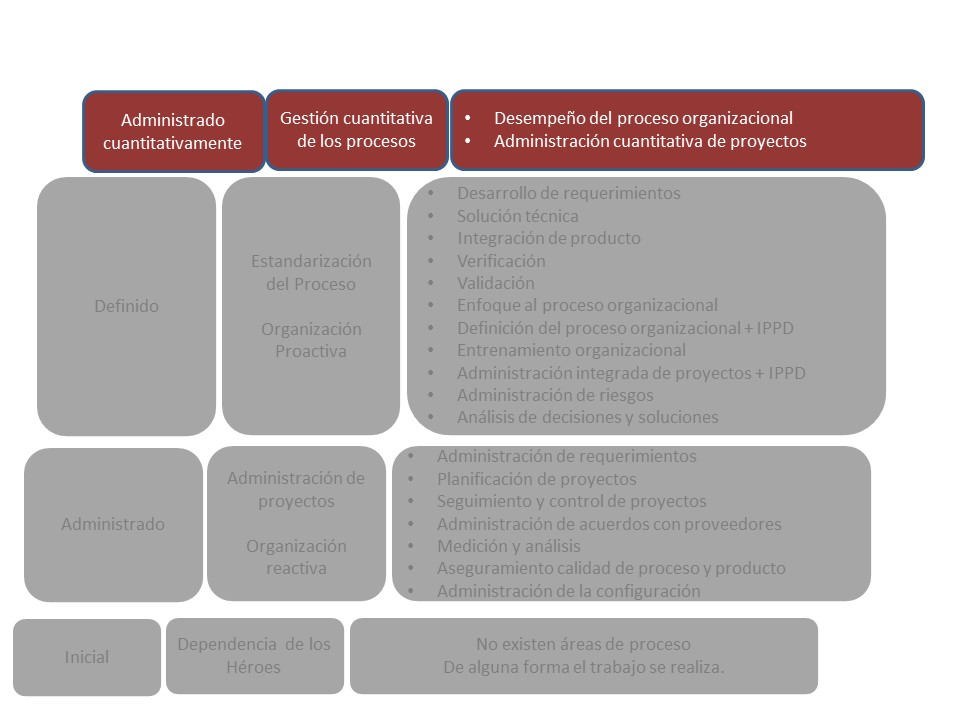 Administrado
cuantitativamente
Gestión cuantitativa
de los procesos
• Desempeño del proceso organizacional
• Administración cuantitativa de proyectos
Definido
Estandarización
del Proceso
Organización
Proactiva
• Desarrollo de requerimientos
• Solución técnica
• Integración de producto
• Verificación
• Validación
• Enfoque al proceso organizacional
• Definición del proceso organizacional + IPPD
• Entrenamiento organizacional
• Administración integrada de proyectos + IPPD
• Administración de riesgos
• Análisis de decisiones y soluciones
Administrado
Administración de
proyectos
Organización
reactiva
• Administración de requerimientos
• Planificación de proyectos
• Seguimiento y control de proyectos
• Administración de acuerdos con proveedores
• Medición y análisis
• Aseguramiento calidad de proceso y producto
• Administración de la configuración
Inicial
Dependencia de los
Héroes
No existen áreas de proceso
De alguna forma el trabajo se realiza.